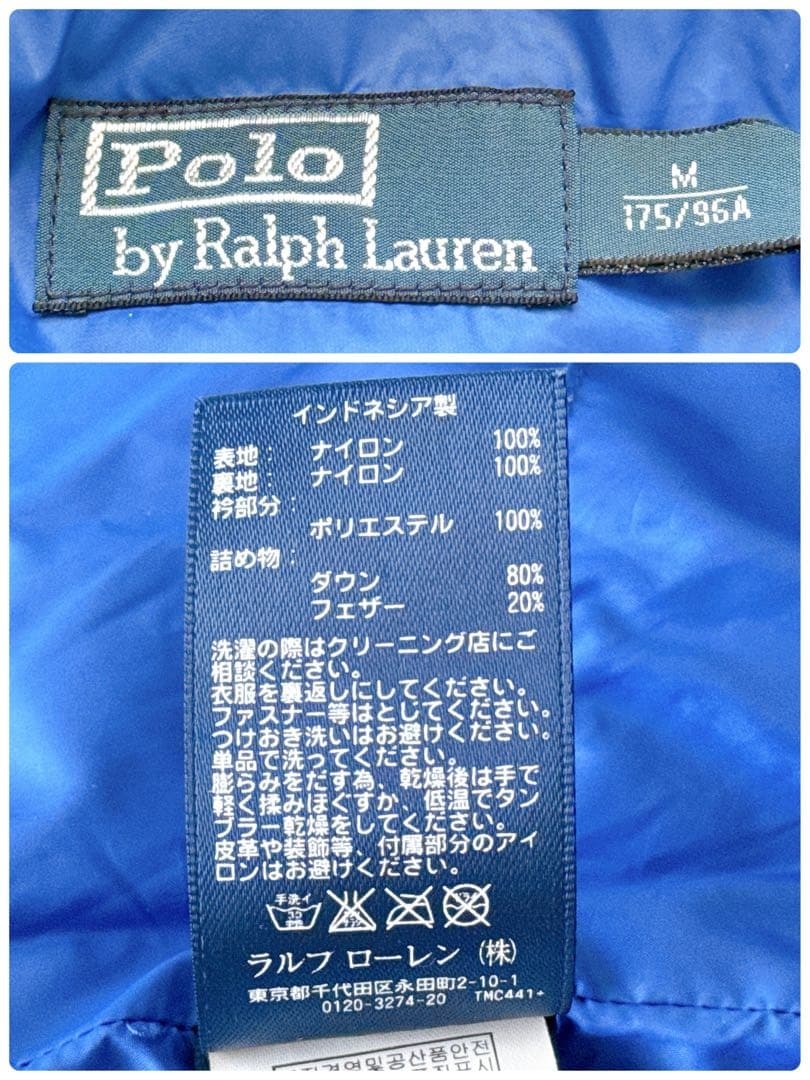 Polo
by Ralph Lauren
M
175/96A
インドネシア製
表地： ナイロン 100%
裏地： ナイロン 100%
衿部分：
ポリエステル 100%
詰め物：
ダウン 80%
フェザー 20%
洗濯の際はクリーニング店にご
相談ください。
衣服を裏返しにしてください。
ファスナー等はとじてください。
つけおき洗いはお避けください。
単品で洗ってください。
膨らみをだす為、乾燥後は手で
軽く揉みほぐすか、低温でタン
ブラー乾燥をしてください。
皮革や装飾等、付属部分のアイ
ロンはお避けください。
手洗イ
30
ラルフ ローレン (株)
東京都千代田区永田町2-10-1
0120-3274-20 TMC441+
경영및공산품안전